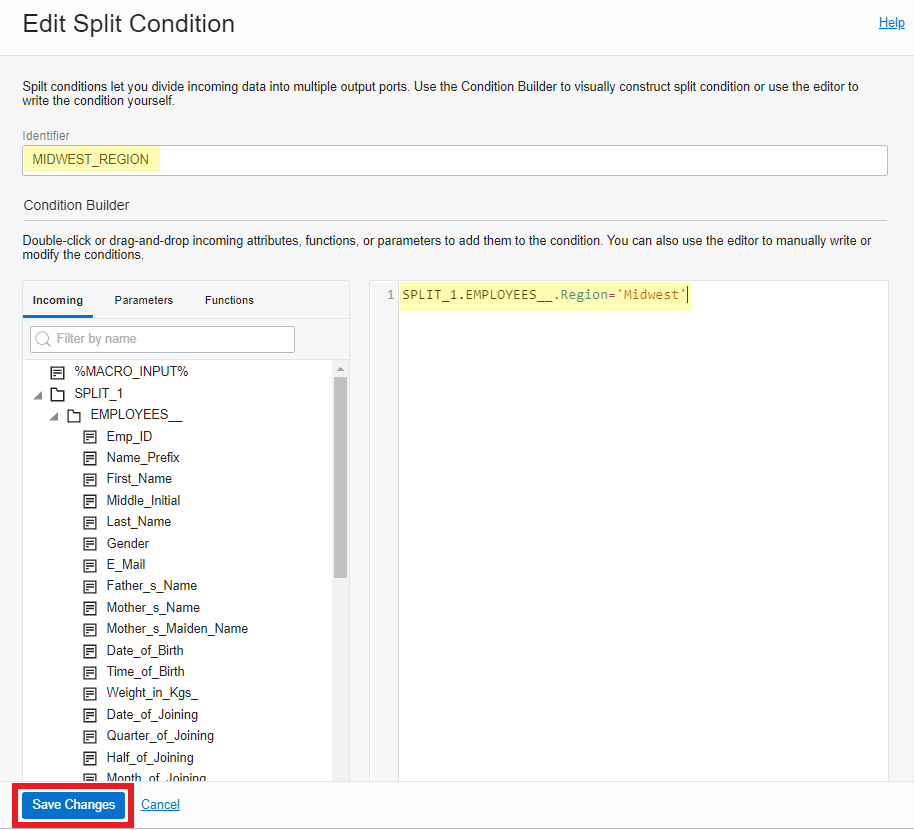 Edit Split Condition
Help
Spilt conditions let you divide incoming data into multiple output ports. Use the Condition Builder to visually construct split condition or use the editor to
write the condition yourself.
Identifier
MIDWEST_REGION
Condition Builder
Double-click or drag-and-drop incoming attributes, functions, or parameters to add them to the condition. You can also use the editor to manually write or
modify the conditions.
Incoming Parameters Functions
1 SPLIT_1.EMPLOYEES__.Region='Midwest'
Filter by name
%MACRO_INPUT%
SPLIT_1
EMPLOYEES__
Emp_ID
Name_Prefix
First_Name
Middle_Initial
Last_Name
Gender
E_Mail
Father_s_Name
Mother_s_Name
Mother_s_Maiden_Name
Date_of_Birth
Time_of_Birth
Weight_in_Kgs_
Date_of_Joining
Quarter_of_Joining
Half_of_Joining
Month_of_Joining
Save Changes Cancel